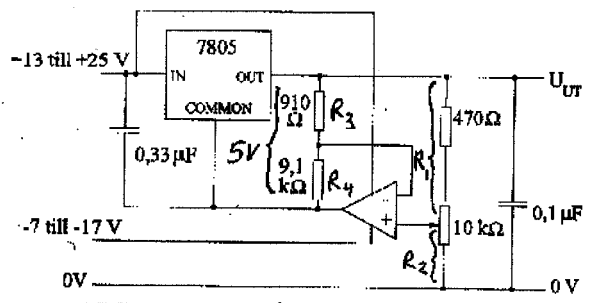 7805
−13 till +25 V
IN
OUT
U_UT
COMMON
910
Ω
R3
470Ω
0,33 µF
5V
9,1
kΩ
R4
R1
-7 till -17 V
−
+
10 kΩ
0,1 µF
R2
0V
0 V